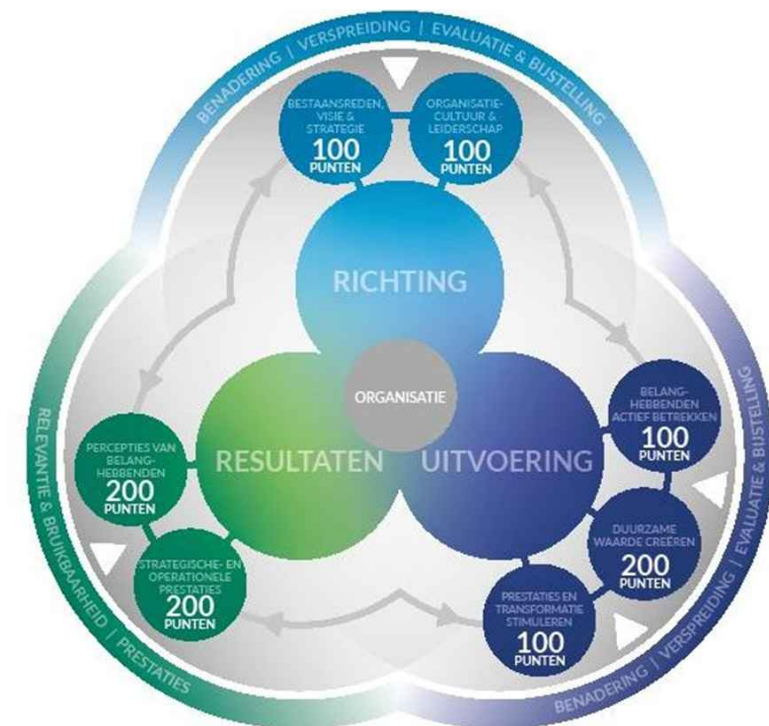 BENADERING | VERSPREIDING | EVALUATIE & BIJSTELLING
BESTAANSREDEN,
VISIE &
STRATEGIE
100
PUNTEN
ORGANISATIE-
CULTUUR &
LEIDERSCHAP
100
PUNTEN
RICHTING
ORGANISATIE
RESULTATEN
UITVOERING
PERCEPTIES VAN
BELANG-
HEBBENDEN
200
PUNTEN
STRATEGISCHE- EN
OPERATIONELE
PRESTATIES
200
PUNTEN
BELANG-
HEBBENDEN
ACTIEF BETREKKEN
100
PUNTEN
DUURZAME
WAARDE CREËREN
200
PUNTEN
PRESTATIES EN
TRANSFORMATIE
STIMULEREN
100
PUNTEN
RELEVANTIE & BRUIKBAARHEID | PRESTATIES
BENADERING | VERSPREIDING | EVALUATIE & BIJSTELLING